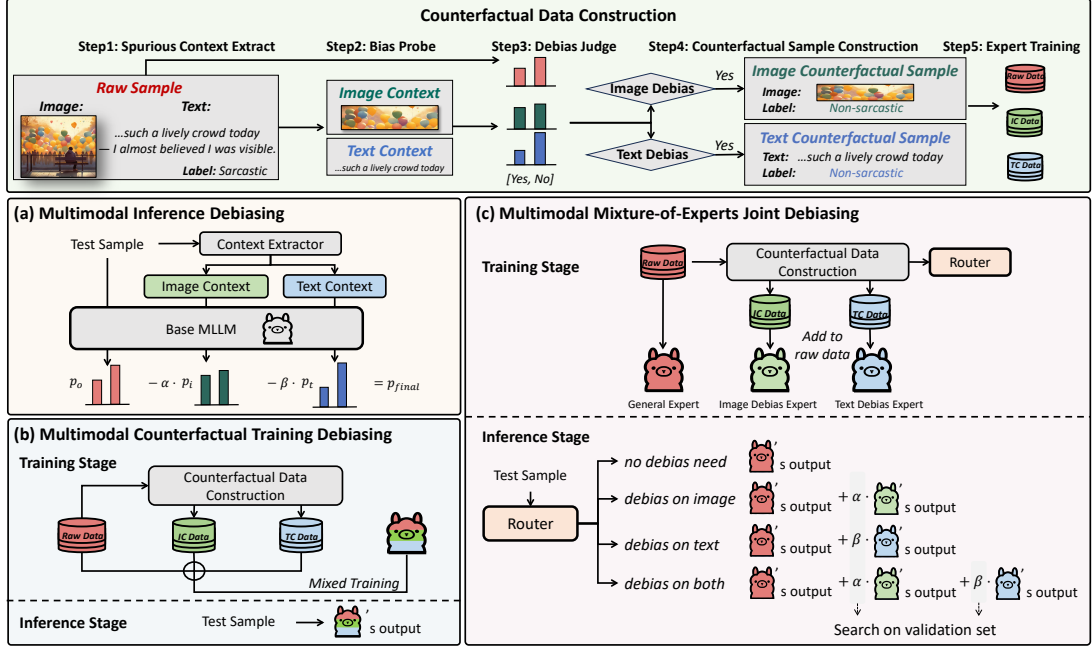 Counterfactual Data Construction
Step1: Spurious Context Extract
Step2: Bias Probe
Step3: Debias Judge
Step4: Counterfactual Sample Construction
Step5: Expert Training
Raw Sample
Image:
Text:
...such a lively crowd today
— I almost believed I was visible.
Label: Sarcastic
Image Context
Text Context
...such a lively crowd today
[Yes, No]
Image Debias
Yes
Text Debias
Yes
Image Counterfactual Sample
Image:
Label: Non-sarcastic
Text Counterfactual Sample
Text: ...such a lively crowd today
Label: Non-sarcastic
Raw Data
IC Data
TC Data
(a) Multimodal Inference Debiasing
Test Sample
Context Extractor
Image Context
Text Context
Base MLLM
p_o − α · p_i − β · p_t = p_final
(b) Multimodal Counterfactual Training Debiasing
Training Stage
Counterfactual Data
Construction
Raw Data
IC Data
TC Data
Mixed Training
Inference Stage
Test Sample
's output
(c) Multimodal Mixture-of-Experts Joint Debiasing
Training Stage
Raw Data
Counterfactual Data
Construction
Router
IC Data
TC Data
Add to
raw data
General Expert
Image Debias Expert
Text Debias Expert
Inference Stage
Test Sample
Router
no debias need 's output
debias on image 's output + α · 's output
debias on text 's output + β · 's output
debias on both 's output + α · 's output + β · 's output
Search on validation set